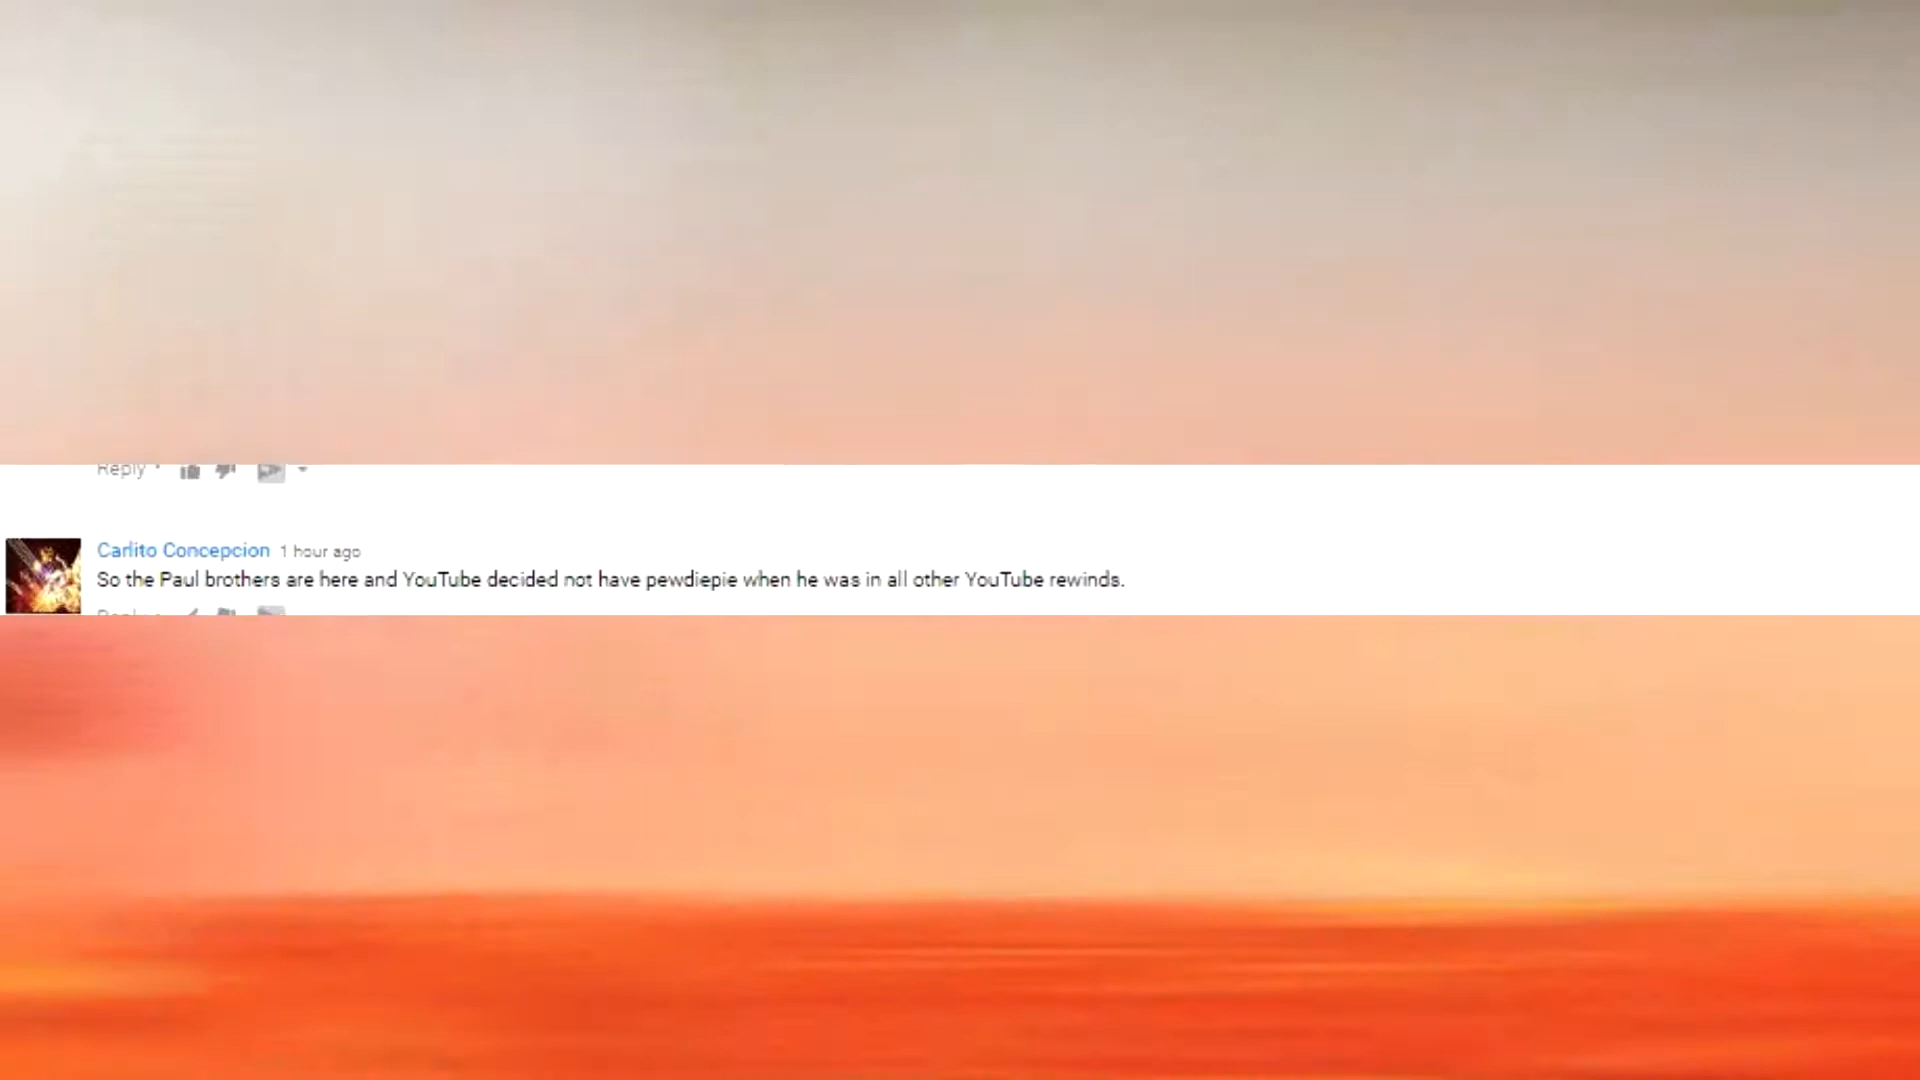 Reply •
Carlito Concepcion 1 hour ago
So the Paul brothers are here and YouTube decided not have pewdiepie when he was in all other YouTube rewinds.
Reply •